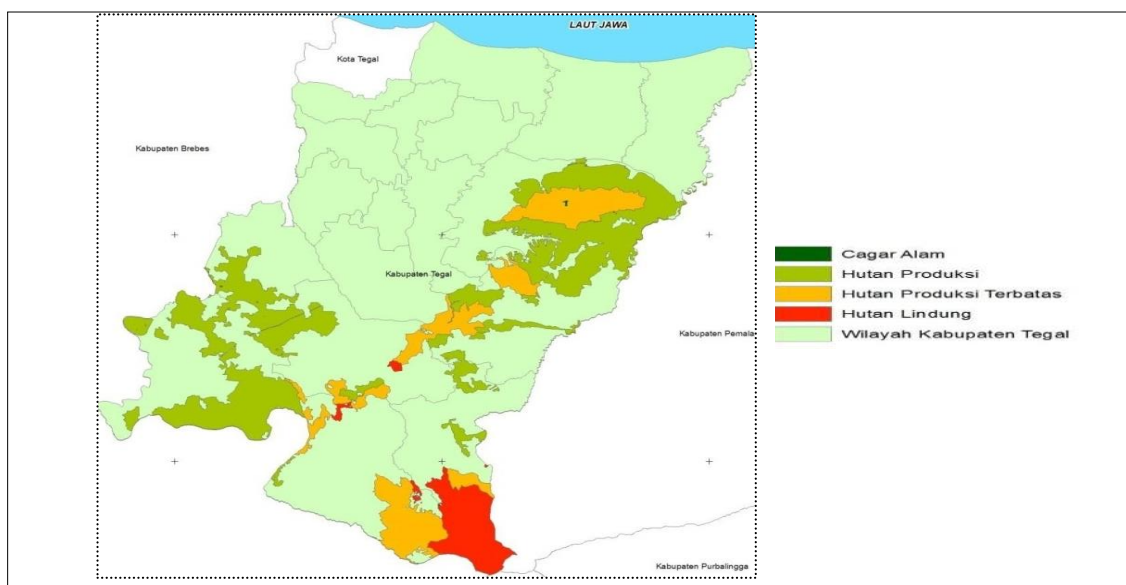 LAUT JAWA
Kota Tegal
Kabupaten Brebes
Kabupaten Tegal
Kabupaten Pemala
Kabupaten Purbalingga
Cagar Alam
Hutan Produksi
Hutan Produksi Terbatas
Hutan Lindung
Wilayah Kabupaten Tegal